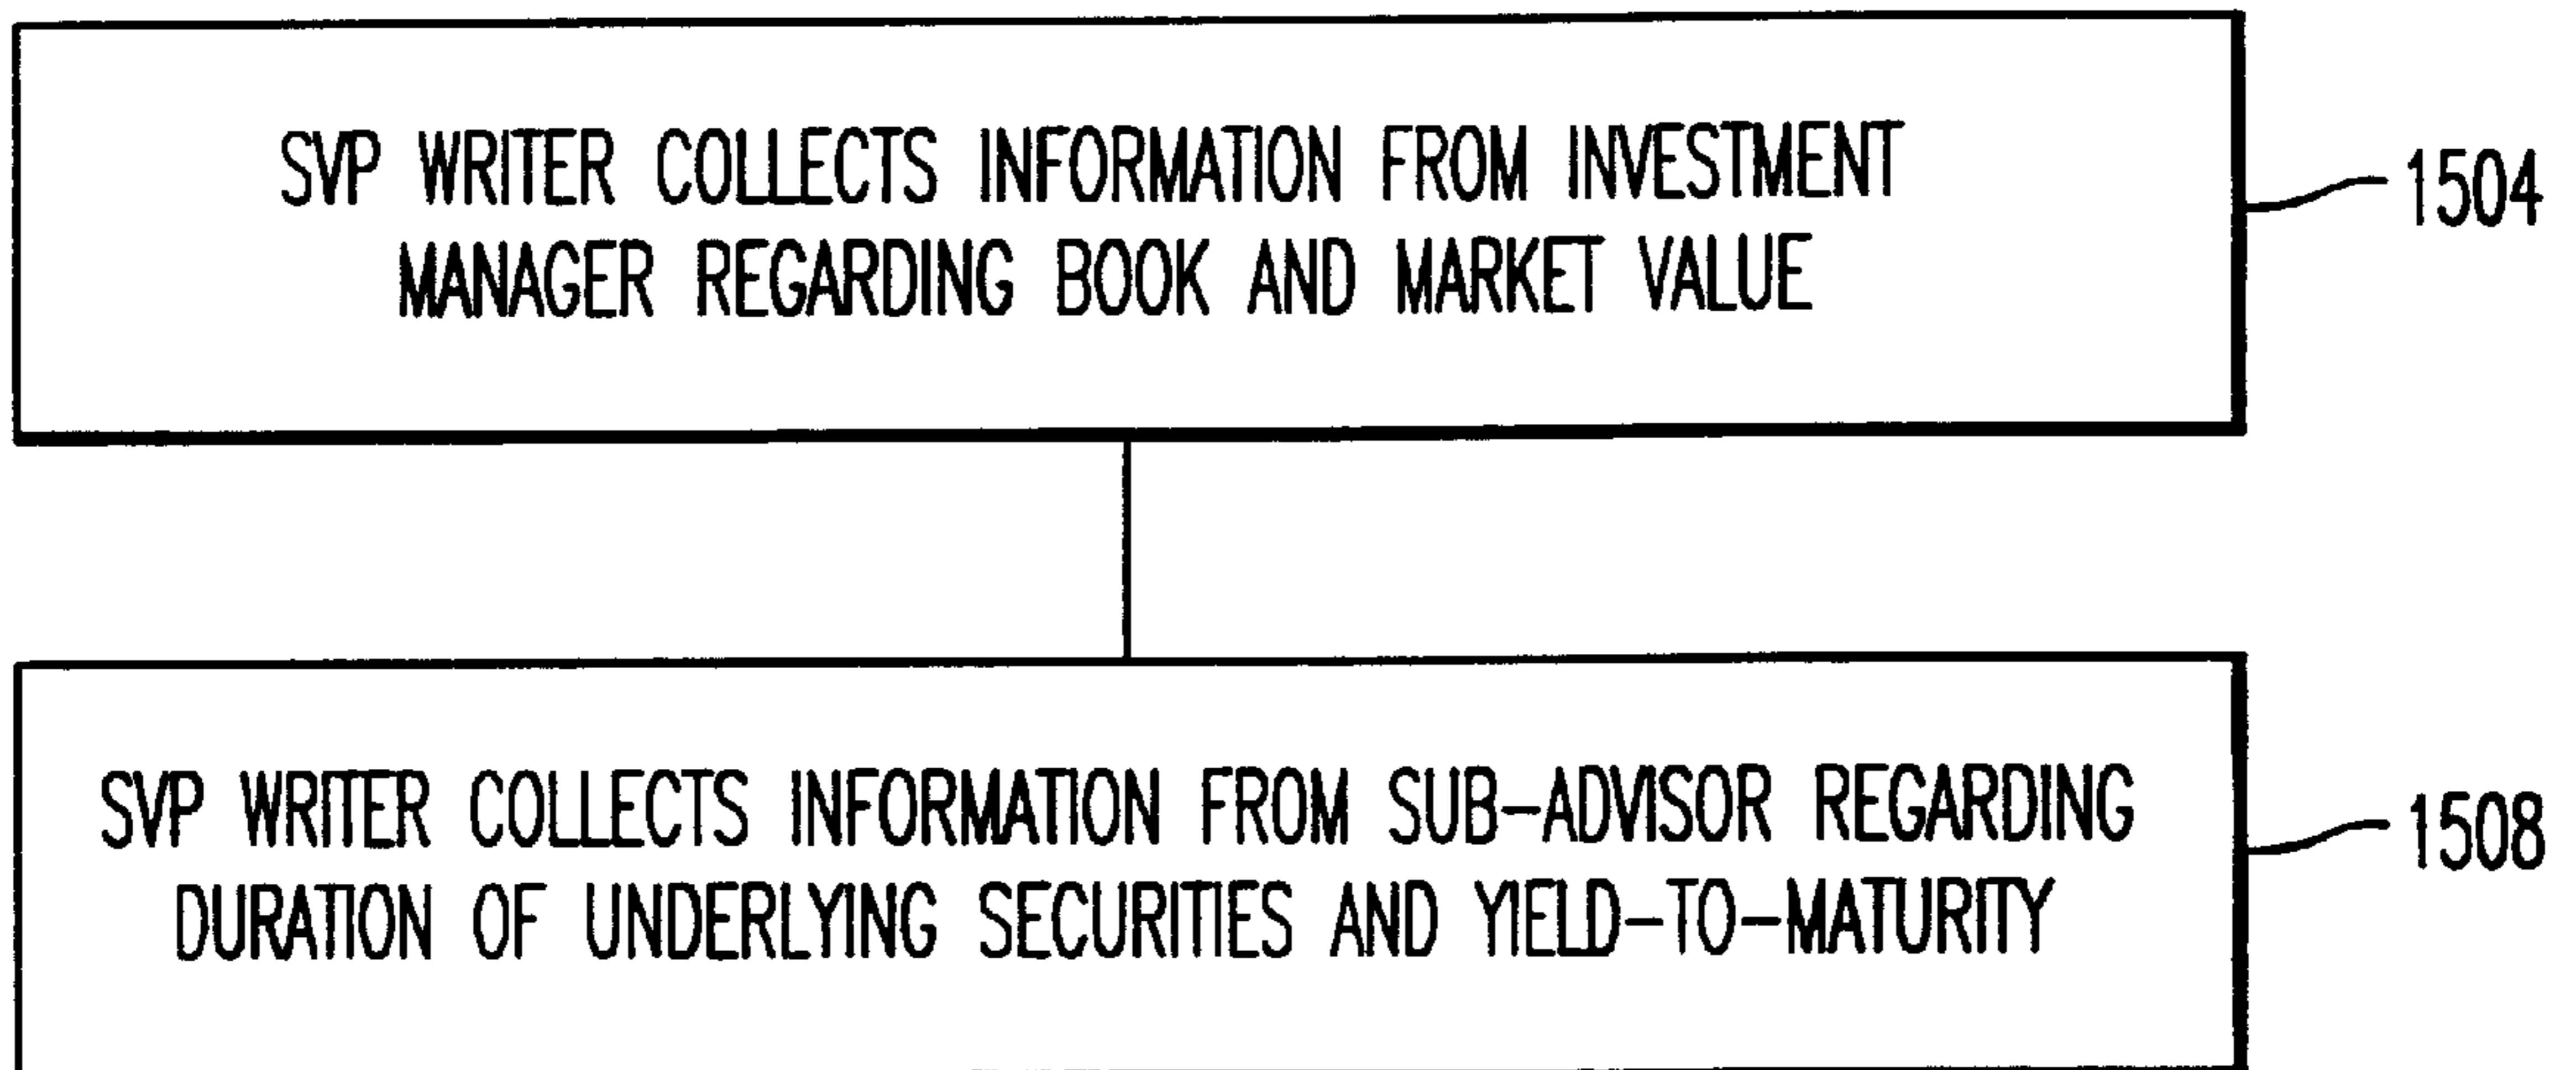 SVP WRITER COLLECTS INFORMATION FROM INVESTMENT
MANAGER REGARDING BOOK AND MARKET VALUE
1504
SVP WRITER COLLECTS INFORMATION FROM SUB-ADVISOR REGARDING
DURATION OF UNDERLYING SECURITIES AND YIELD-TO-MATURITY
1508